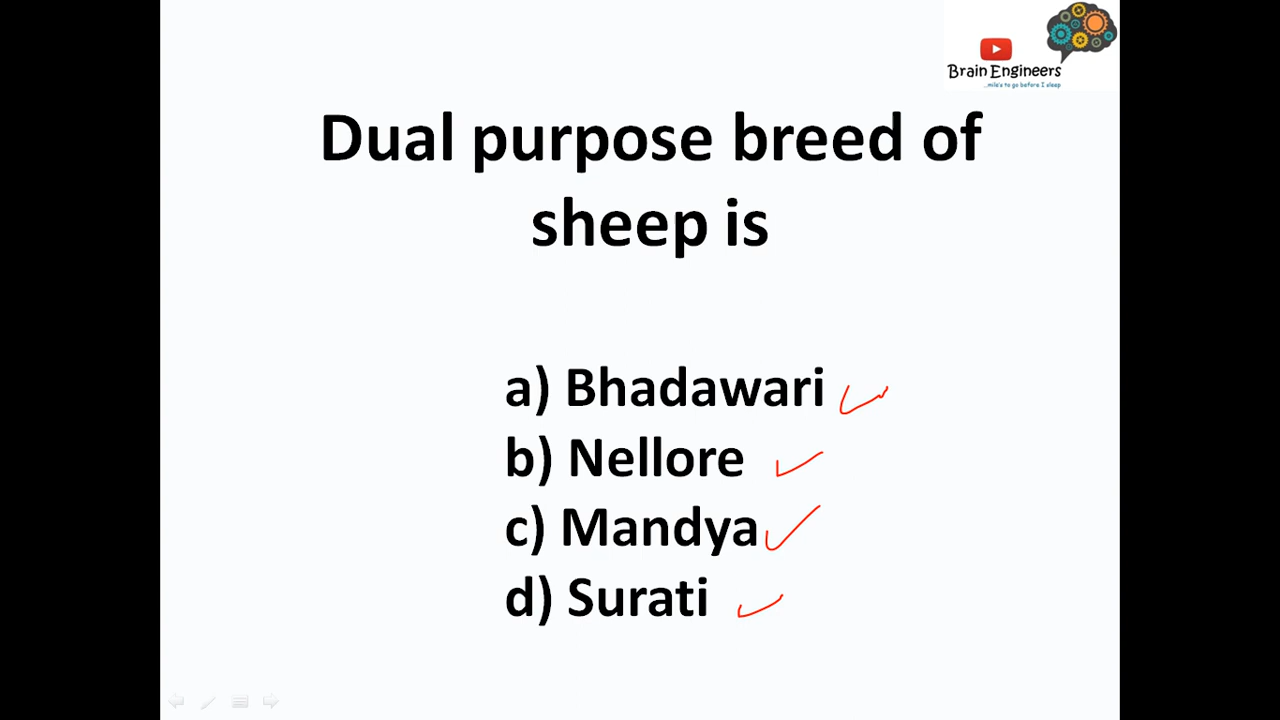 Brain Engineers
...mile's to go before I sleep
Dual purpose breed of
sheep is
a) Bhadawari
b) Nellore
c) Mandya
d) Surati